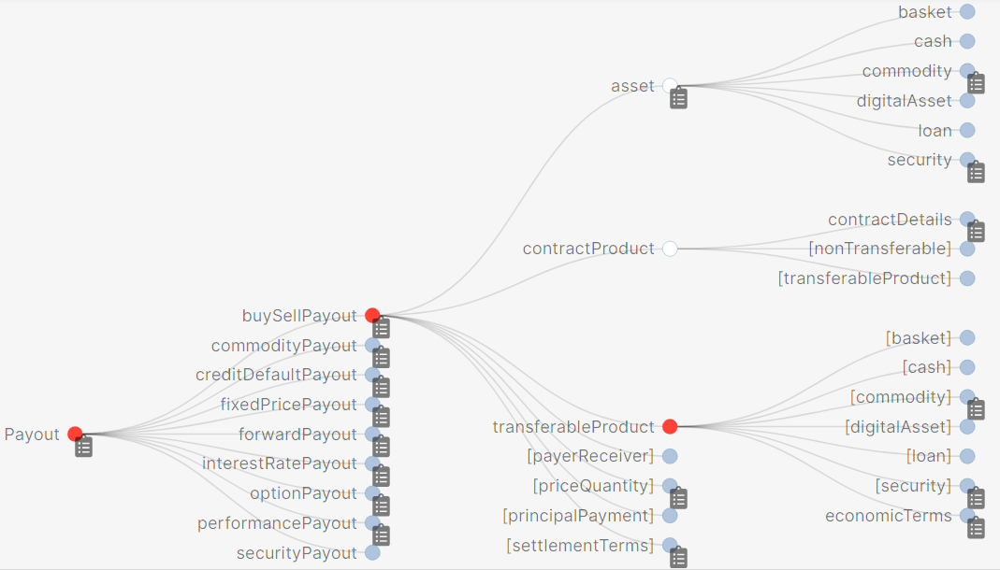 basket
cash
commodity
asset
digitalAsset
loan
security
contractDetails
contractProduct
[nonTransferable]
[transferableProduct]
buySellPayout
[basket]
commodityPayout
[cash]
creditDefaultPayout
[commodity]
fixedPricePayout
transferableProduct
[digitalAsset]
Payout
forwardPayout
[payerReceiver]
[loan]
interestRatePayout
[priceQuantity]
[security]
optionPayout
[principalPayment]
economicTerms
performancePayout
[settlementTerms]
securityPayout